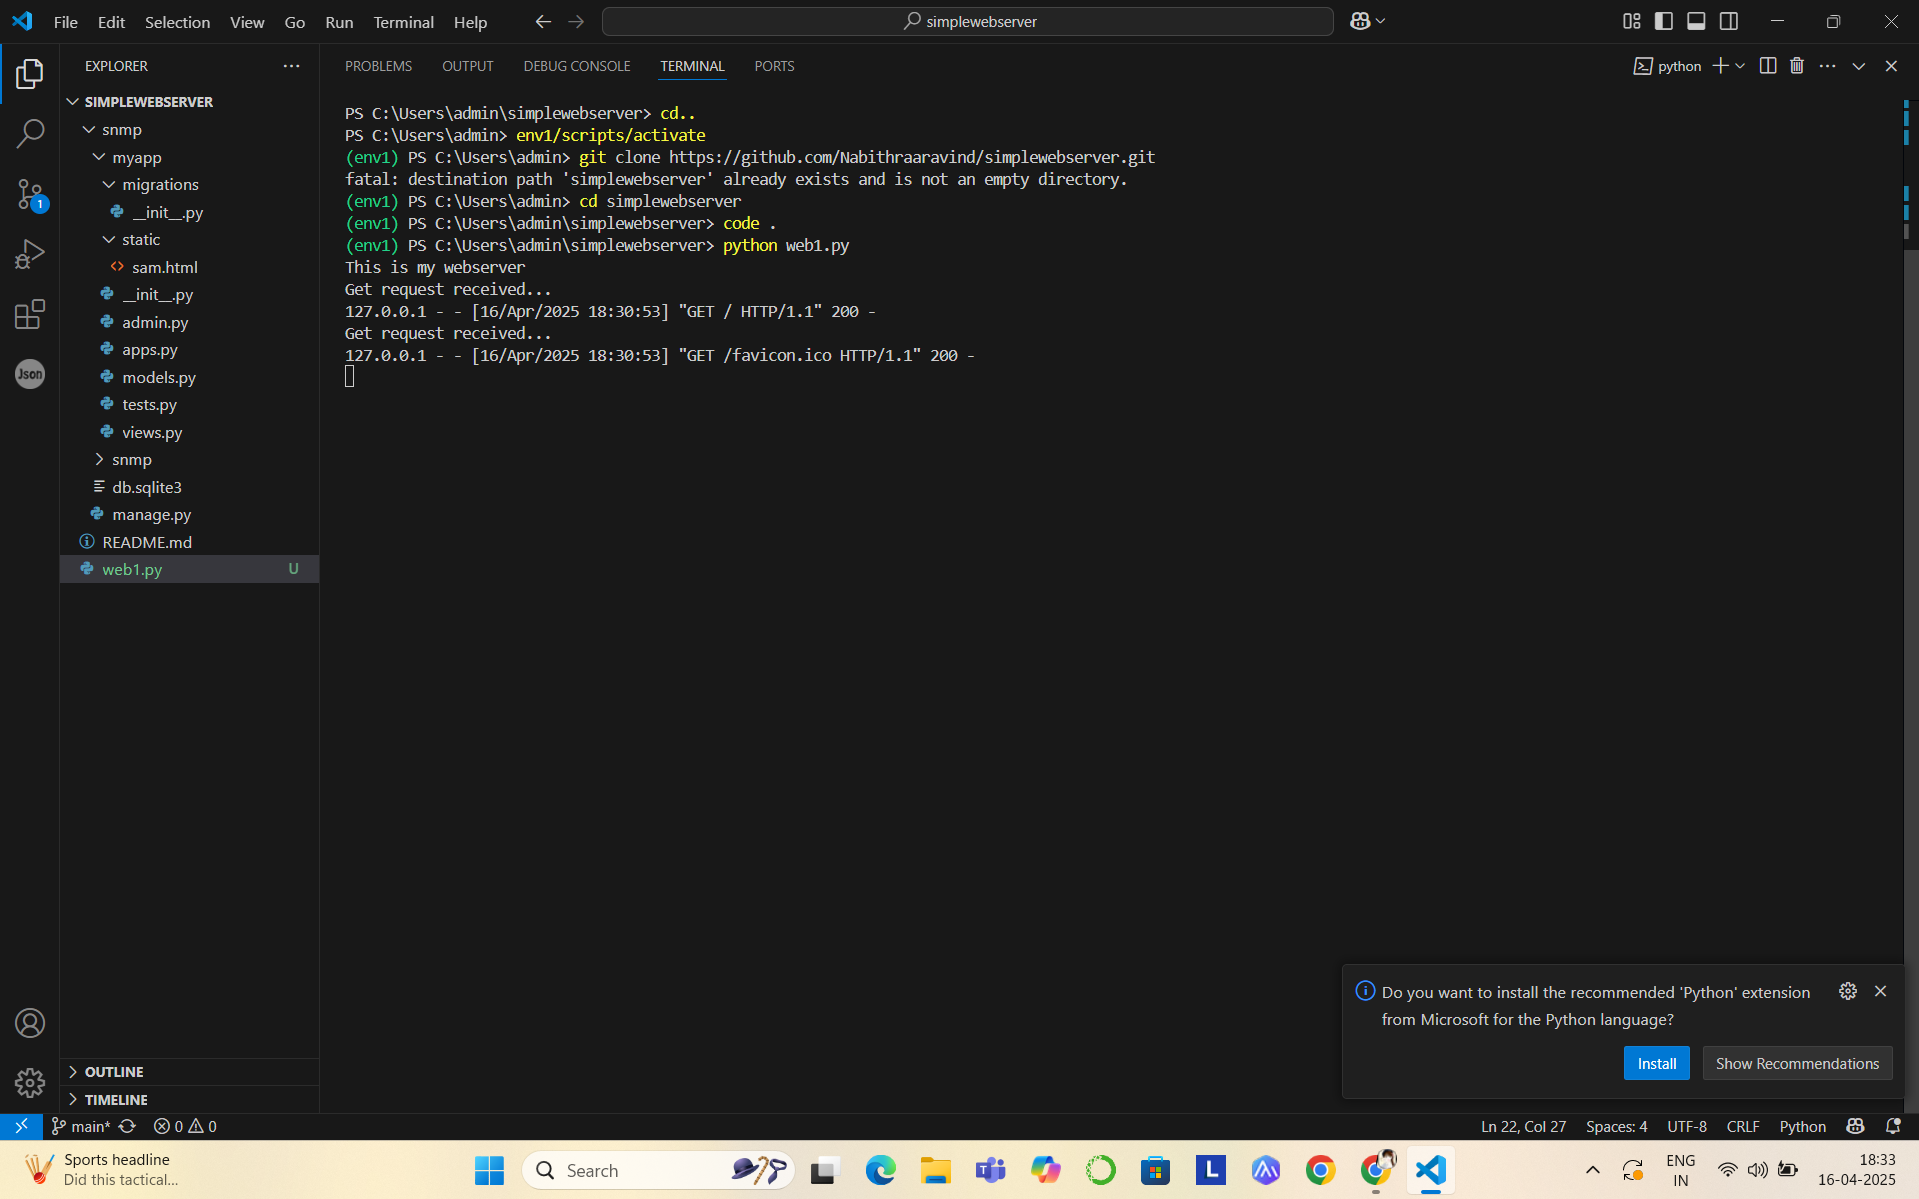 File Edit Selection View Go Run Terminal Help
simplewebserver
EXPLORER
SIMPLEWEBSERVER
snmp
myapp
migrations
__init__.py
static
sam.html
__init__.py
admin.py
apps.py
models.py
tests.py
views.py
snmp
db.sqlite3
manage.py
README.md
web1.py U
OUTLINE
TIMELINE
1
Json
PROBLEMS OUTPUT DEBUG CONSOLE TERMINAL PORTS
python
PS C:\Users\admin\simplewebserver> cd..
PS C:\Users\admin> env1/scripts/activate
(env1) PS C:\Users\admin> git clone https://github.com/Nabithraaravind/simplewebserver.git
fatal: destination path 'simplewebserver' already exists and is not an empty directory.
(env1) PS C:\Users\admin> cd simplewebserver
(env1) PS C:\Users\admin\simplewebserver> code .
(env1) PS C:\Users\admin\simplewebserver> python web1.py
This is my webserver
Get request received...
127.0.0.1 - - [16/Apr/2025 18:30:53] "GET / HTTP/1.1" 200 -
Get request received...
127.0.0.1 - - [16/Apr/2025 18:30:53] "GET /favicon.ico HTTP/1.1" 200 -
Do you want to install the recommended 'Python' extension
from Microsoft for the Python language?
Install Show Recommendations
main* 0 0
Ln 22, Col 27 Spaces: 4 UTF-8 CRLF Python
Sports headline
Did this tactical...
Search
L
ENG
IN
18:33
16-04-2025